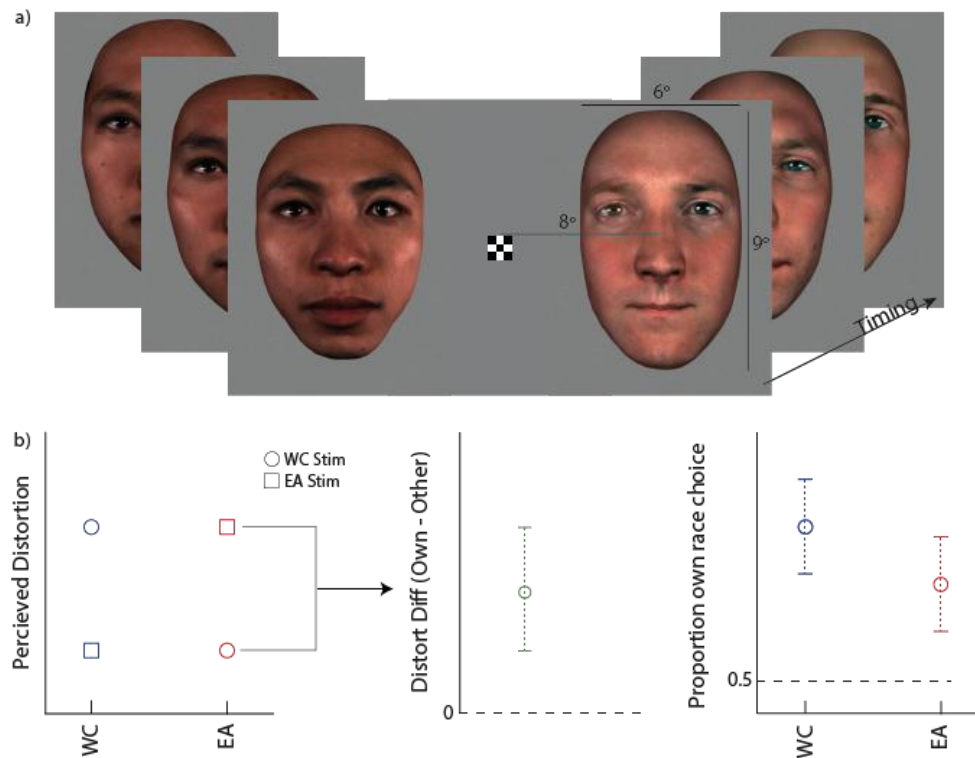 a)
6°
8°
9°
Timing
b)
WC Stim
EA Stim
Percieved Distortion
WC
EA
Distort Diff (Own - Other)
0
Proportion own race choice
0.5
WC
EA